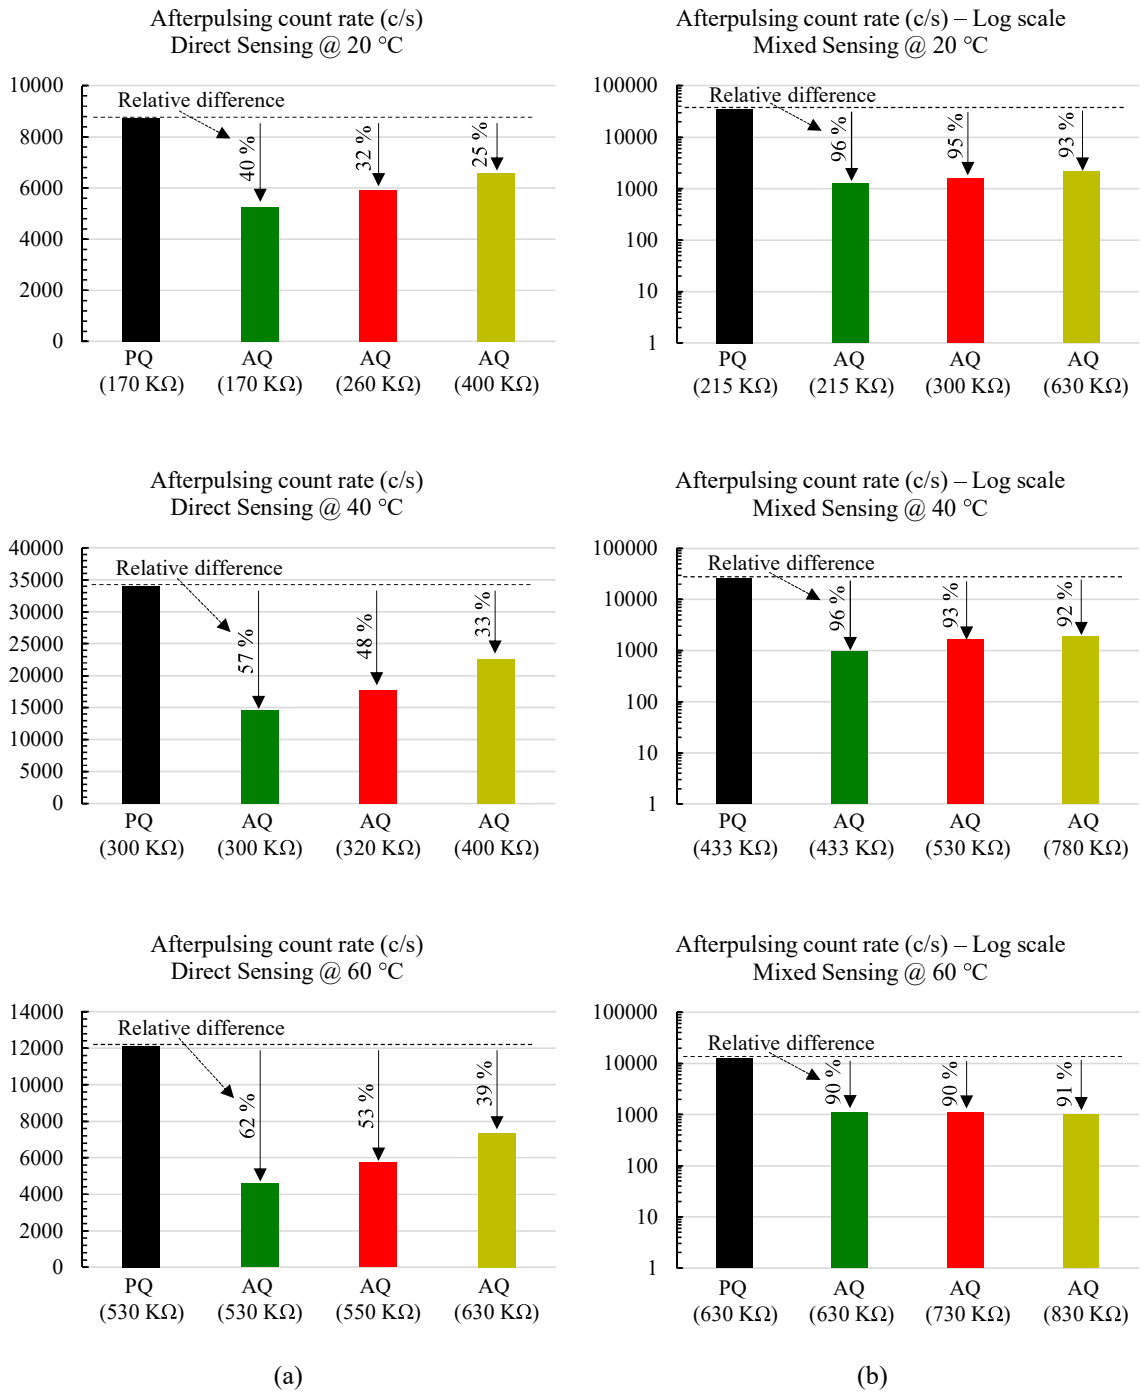 Afterpulsing count rate (c/s)
Direct Sensing @ 20 °C
10000
8000
6000
4000
2000
0
Relative difference
40 %
32 %
25 %
PQ
(170 KΩ)
AQ
(170 KΩ)
AQ
(260 KΩ)
AQ
(400 KΩ)
Afterpulsing count rate (c/s) – Log scale
Mixed Sensing @ 20 °C
100000
10000
1000
100
10
1
Relative difference
96 %
95 %
93 %
PQ
(215 KΩ)
AQ
(215 KΩ)
AQ
(300 KΩ)
AQ
(630 KΩ)
Afterpulsing count rate (c/s)
Direct Sensing @ 40 °C
40000
35000
30000
25000
20000
15000
10000
5000
0
Relative difference
57 %
48 %
33 %
PQ
(300 KΩ)
AQ
(300 KΩ)
AQ
(320 KΩ)
AQ
(400 KΩ)
Afterpulsing count rate (c/s) – Log scale
Mixed Sensing @ 40 °C
100000
10000
1000
100
10
1
Relative difference
96 %
93 %
92 %
PQ
(433 KΩ)
AQ
(433 KΩ)
AQ
(530 KΩ)
AQ
(780 KΩ)
Afterpulsing count rate (c/s)
Direct Sensing @ 60 °C
14000
12000
10000
8000
6000
4000
2000
0
Relative difference
62 %
53 %
39 %
PQ
(530 KΩ)
AQ
(530 KΩ)
AQ
(550 KΩ)
AQ
(630 KΩ)
Afterpulsing count rate (c/s) – Log scale
Mixed Sensing @ 60 °C
100000
10000
1000
100
10
1
Relative difference
90 %
90 %
91 %
PQ
(630 KΩ)
AQ
(630 KΩ)
AQ
(730 KΩ)
AQ
(830 KΩ)
(a)
(b)